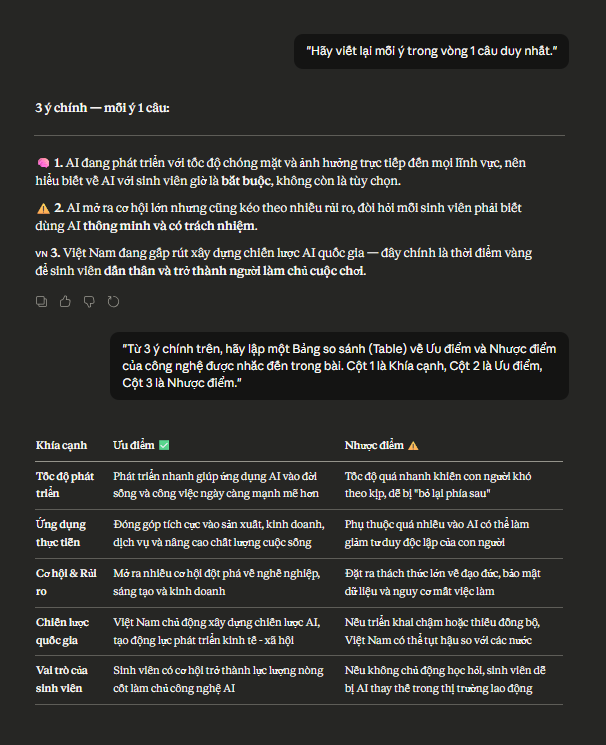 "Hãy viết lại mỗi ý trong vòng 1 câu duy nhất."
3 ý chính — mỗi ý 1 câu:
🧠 1. AI đang phát triển với tốc độ chóng mặt và ảnh hưởng trực tiếp đến mọi lĩnh vực, nên
hiểu biết về AI với sinh viên giờ là bắt buộc, không còn là tùy chọn.
⚠️ 2. AI mở ra cơ hội lớn nhưng cũng kéo theo nhiều rủi ro, đòi hỏi mỗi sinh viên phải biết
dùng AI thông minh và có trách nhiệm.
VN 3. Việt Nam đang gấp rút xây dựng chiến lược AI quốc gia — đây chính là thời điểm vàng
để sinh viên dấn thân và trở thành người làm chủ cuộc chơi.
"Từ 3 ý chính trên, hãy lập một Bảng so sánh (Table) về Ưu điểm và Nhược điểm
của công nghệ được nhắc đến trong bài. Cột 1 là Khía cạnh, Cột 2 là Ưu điểm,
Cột 3 là Nhược điểm."
Khía cạnh Ưu điểm ✅ Nhược điểm ⚠️
Tốc độ phát Phát triển nhanh giúp ứng dụng AI vào đời Tốc độ quá nhanh khiến con người khó
triển sống và công việc ngày càng mạnh mẽ hơn theo kịp, dễ bị "bỏ lại phía sau"
Ứng dụng Đóng góp tích cực vào sản xuất, kinh doanh, Phụ thuộc quá nhiều vào AI có thể làm
thực tiễn dịch vụ và nâng cao chất lượng cuộc sống giảm tư duy độc lập của con người
Cơ hội & Rủi Mở ra nhiều cơ hội đột phá về nghề nghiệp, Đặt ra thách thức lớn về đạo đức, bảo mật
ro sáng tạo và kinh doanh dữ liệu và nguy cơ mất việc làm
Chiến lược Việt Nam chủ động xây dựng chiến lược AI, Nếu triển khai chậm hoặc thiếu đồng bộ,
quốc gia tạo động lực phát triển kinh tế - xã hội Việt Nam có thể tụt hậu so với các nước
Vai trò của Sinh viên có cơ hội trở thành lực lượng nòng Nếu không chủ động học hỏi, sinh viên dễ
sinh viên cốt làm chủ công nghệ AI bị AI thay thế trong thị trường lao động